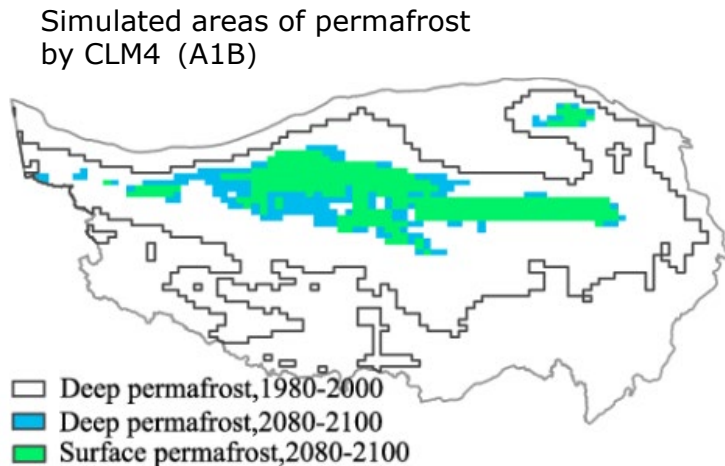 Simulated areas of permafrost
by CLM4 (A1B)
Deep permafrost,1980-2000
Deep permafrost,2080-2100
Surface permafrost,2080-2100